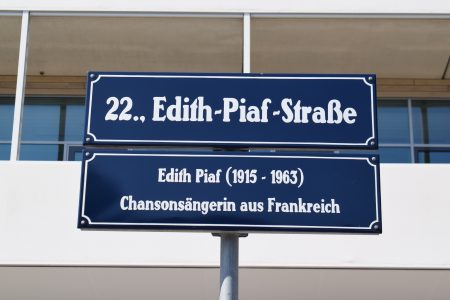 22., Edith-Piaf-Straße
Edith Piaf (1915 - 1963)
Chansonsängerin aus Frankreich